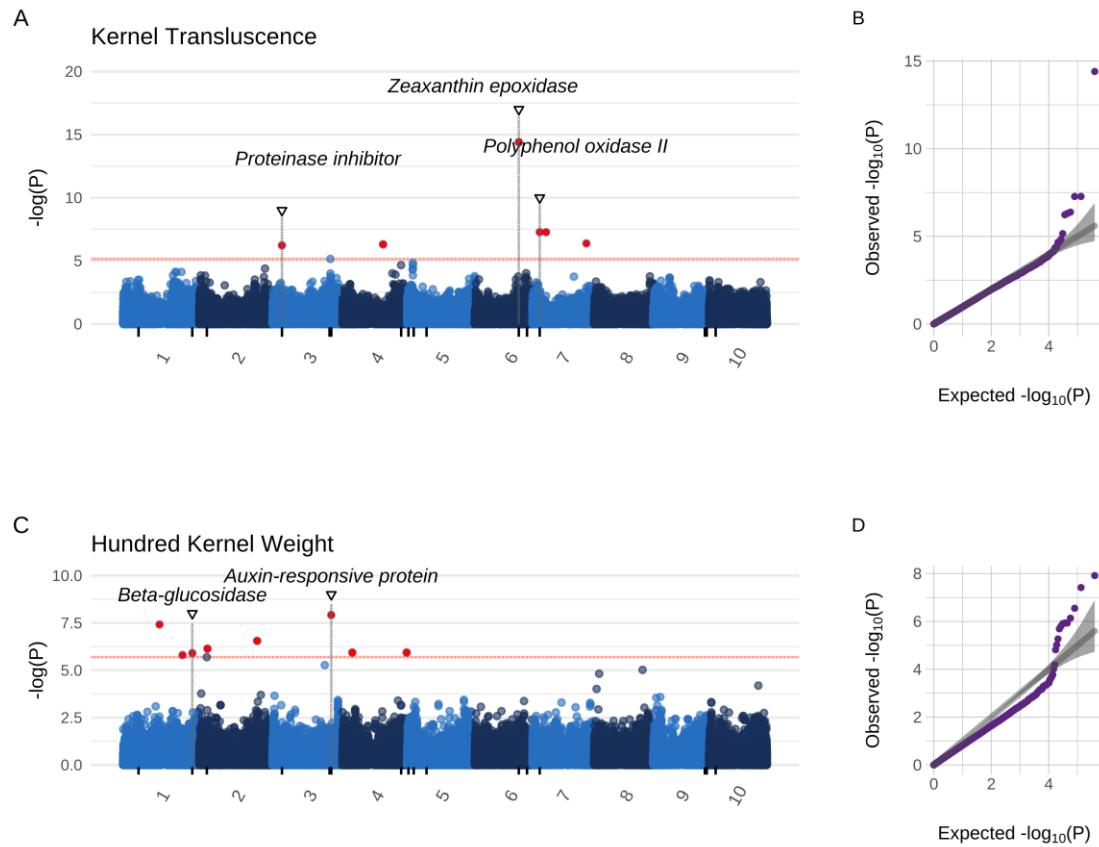 A
Kernel Transluscence
-log(P)
20
15
10
5
0
Zeaxanthin epoxidase
Polyphenol oxidase II
Proteinase inhibitor
1 2 3 4 5 6 7 8 9 10
B
Observed -log10(P)
15
10
5
0
0 2 4
Expected -log10(P)
C
Hundred Kernel Weight
-log(P)
10.0
7.5
5.0
2.5
0.0
Auxin-responsive protein
Beta-glucosidase
1 2 3 4 5 6 7 8 9 10
D
Observed -log10(P)
8
6
4
2
0
0 2 4
Expected -log10(P)